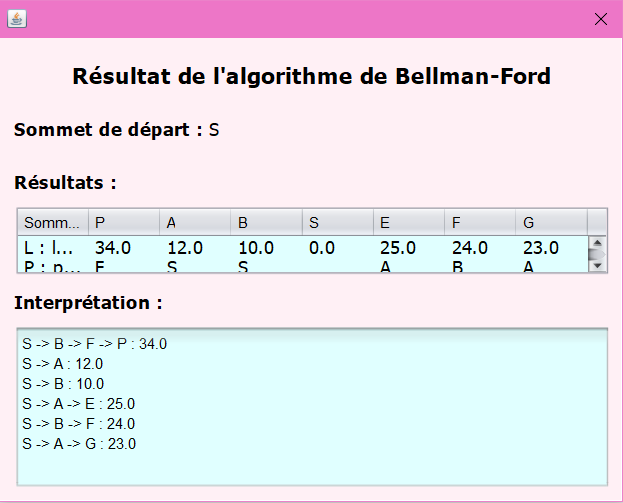 Résultat de l'algorithme de Bellman-Ford
Sommet de départ : S
Résultats :
Somm... P A B S E F G
L : l... 34.0 12.0 10.0 0.0 25.0 24.0 23.0
P : p... S S A B A
Interprétation :
S -> B -> F -> P : 34.0
S -> A : 12.0
S -> B : 10.0
S -> A -> E : 25.0
S -> B -> F : 24.0
S -> A -> G : 23.0